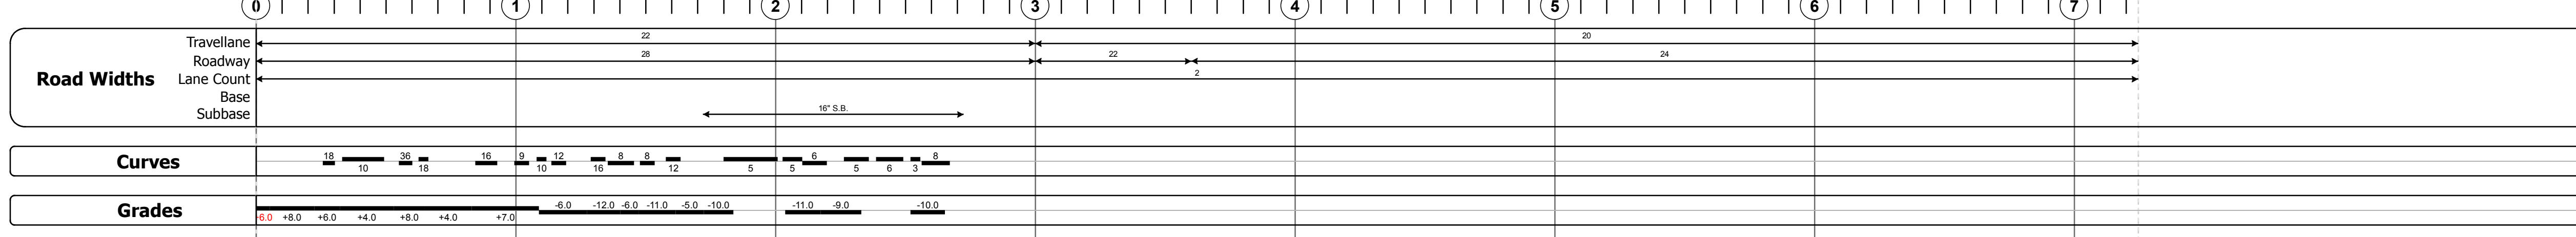 0 1 2 3 4 5 6 7
Travellane 22 20
Road Widths
Roadway 28 22 24
Lane Count 2
Base
Subbase 16" S.B.
18 36 16 9 12 8 8 6 8
Curves
10 18 10 16 12 5 5 5 6 3
-6.0 -12.0 -6.0 -11.0 -5.0 -10.0 -11.0 -9.0 -10.0
Grades
+8.0 +6.0 +4.0 +8.0 +4.0 +7.0